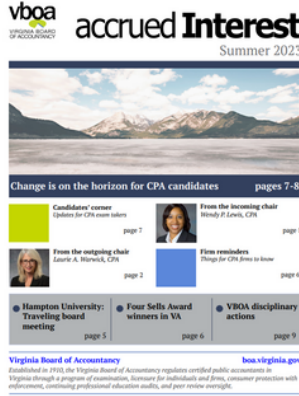 vboa
VIRGINIA BOARD
OF ACCOUNTANCY
accrued Interest
Summer 2023
Change is on the horizon for CPA candidates pages 7-8
Candidates' corner
Updates for CPA exam takers
page 7
From the incoming chair
Wendy P. Lewis, CPA
page
From the outgoing chair
Laurie A. Warwick, CPA
page 2
Firm reminders
Things for CPA firms to know
page 6
Hampton University:
Traveling board
meeting
page 5
Four Sells Award
winners in VA
page 6
VBOA disciplinary
actions
page 9
Virginia Board of Accountancy boa.virginia.gov
Established in 1910, the Virginia Board of Accountancy regulates certified public accountants in
Virginia through a program of examination, licensure for individuals and firms, consumer protection with
enforcement, continuing professional education audits, and peer review oversight.